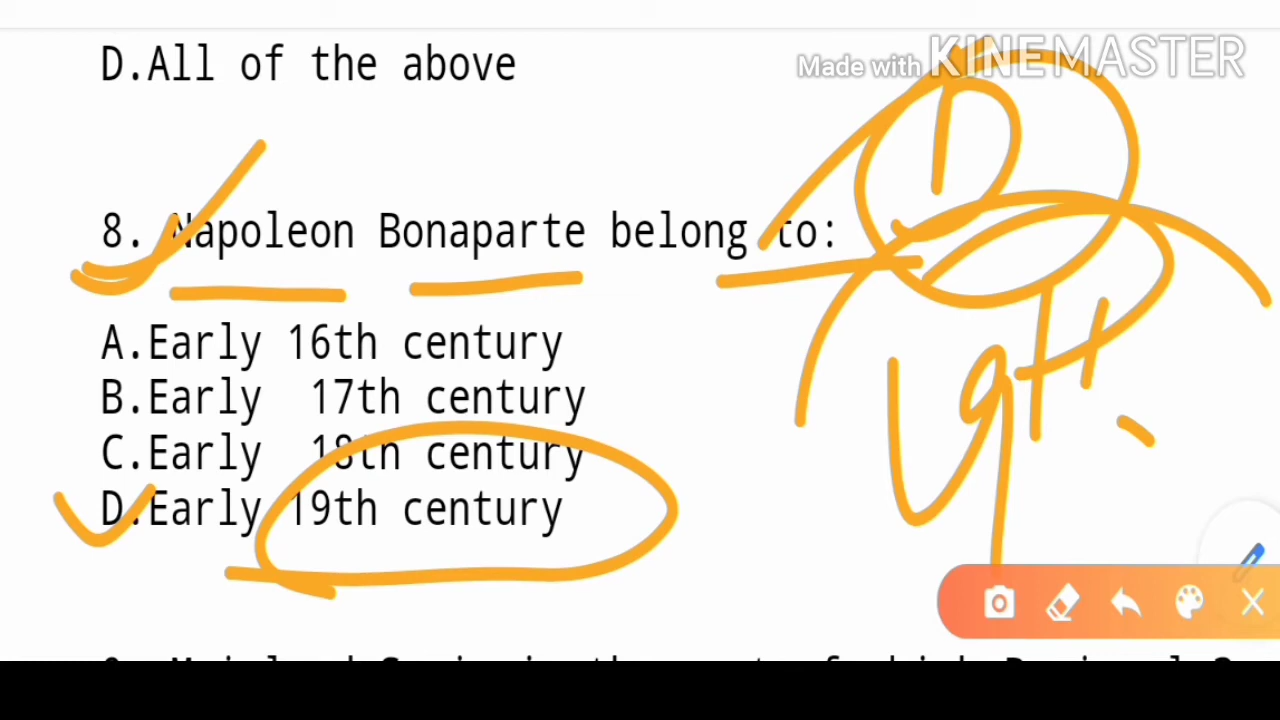 Made with KINEMASTER
D.All of the above
D
8. Napoleon Bonaparte belong to:
A.Early 16th century
B.Early 17th century
C.Early 18th century
D.Early 19th century
19th